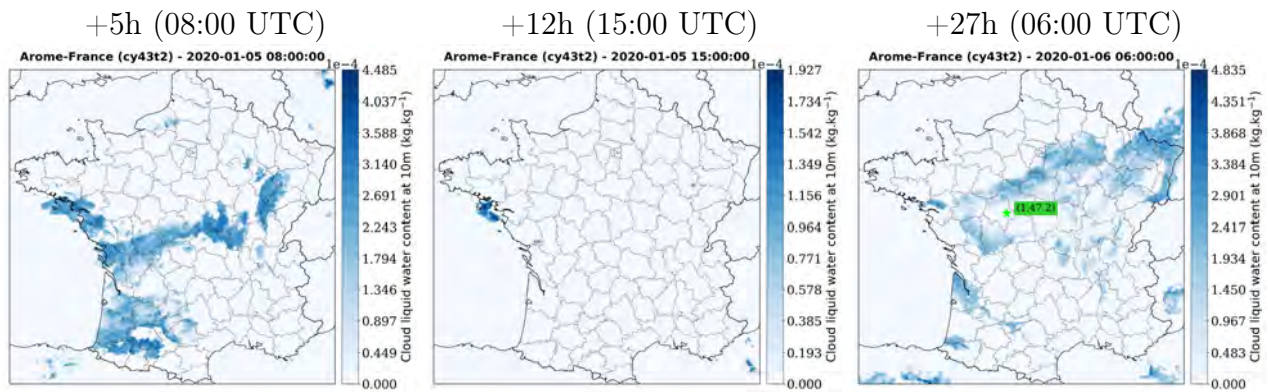 +5h (08:00 UTC)
Arome-France (cy43t2) - 2020-01-05 08:00:00
1e−4
4.485
4.037
3.588
3.140
2.691
2.243
1.794
1.346
0.897
0.449
0.000
Cloud liquid water content at 10m (kg.kg⁻¹)
+12h (15:00 UTC)
Arome-France (cy43t2) - 2020-01-05 15:00:00
1e−4
1.927
1.734
1.542
1.349
1.156
0.964
0.771
0.578
0.385
0.193
0.000
Cloud liquid water content at 10m (kg.kg⁻¹)
+27h (06:00 UTC)
Arome-France (cy43t2) - 2020-01-06 06:00:00
1e−4
(1,47.2)
4.835
4.351
3.868
3.384
2.901
2.417
1.934
1.450
0.967
0.483
0.000
Cloud liquid water content at 10m (kg.kg⁻¹)